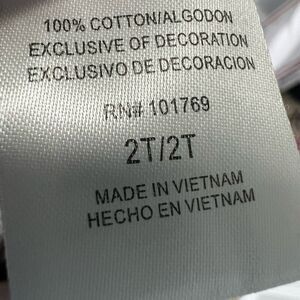 100% COTTON/ALGODON
EXCLUSIVE OF DECORATION
EXCLUSIVO DE DECORACION
RN# 101769
2T/2T
MADE IN VIETNAM
HECHO EN VIETNAM